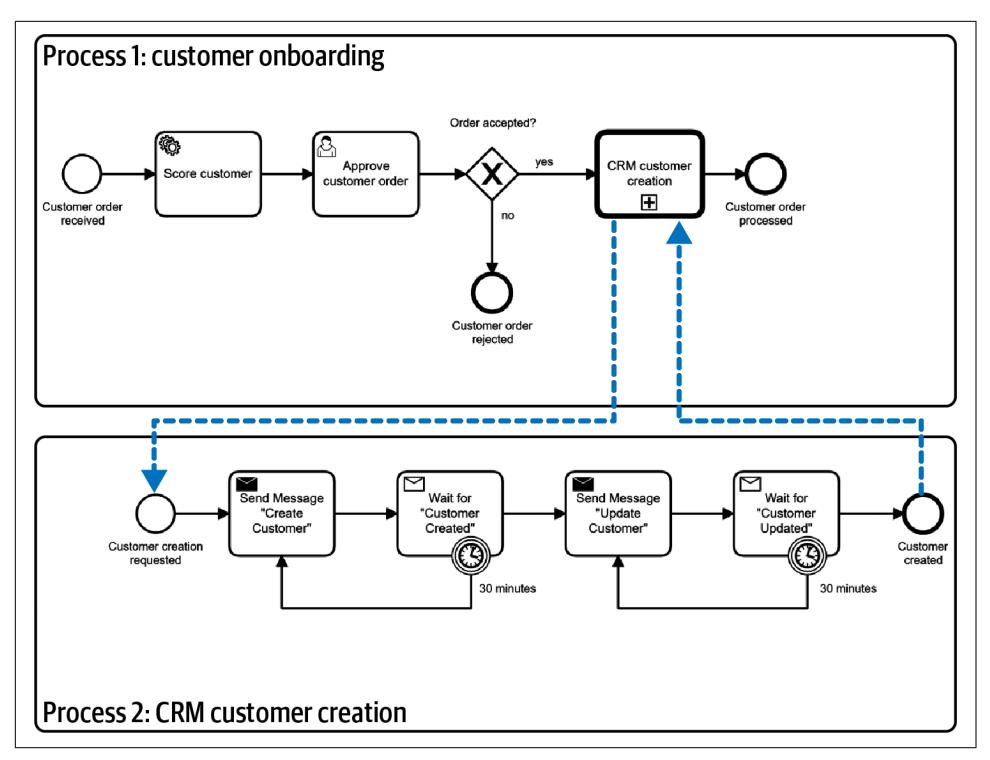 Process 1: customer onboarding
Order accepted?
Score customer
Approve
customer order
yes
CRM customer
creation
Customer order
received
Customer order
processed
no
Customer order
rejected
Send Message
"Create
Customer"
Wait for
"Customer
Created"
Send Message
"Update
Customer"
Wait for
"Customer
Updated"
Customer creation
requested
Customer
created
30 minutes
30 minutes
Process 2: CRM customer creation